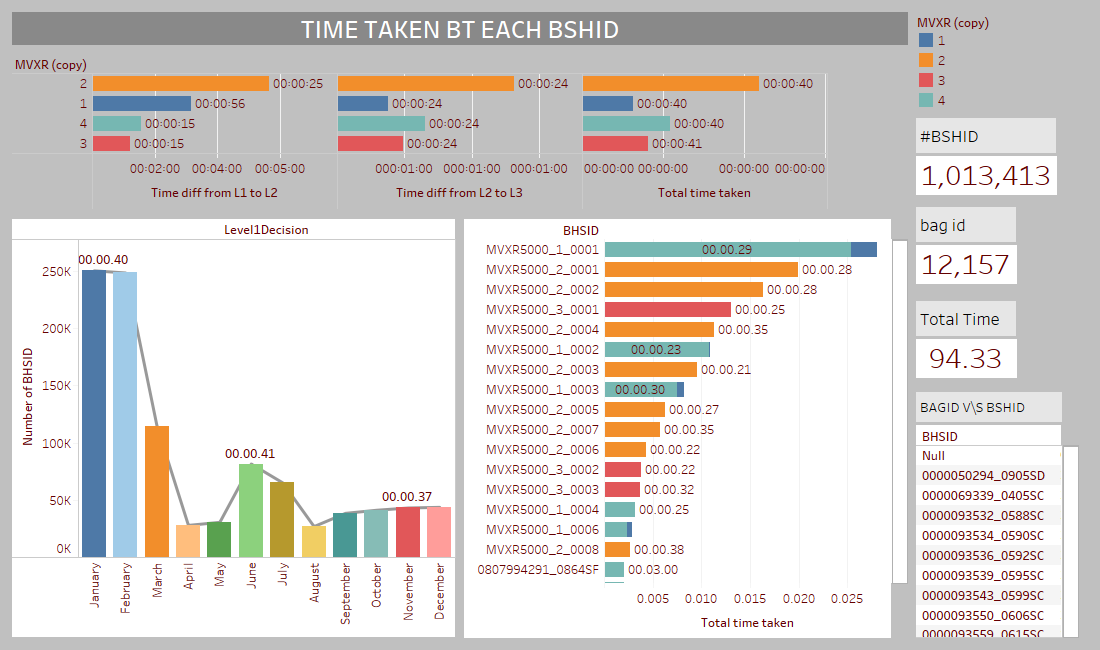 TIME TAKEN BT EACH BSHID
MVXR (copy)
2 00:00:25 00:00:24 00:00:40
1 00:00:56 00:00:24 00:00:40
4 00:00:15 00:00:24 00:00:40
3 00:00:15 00:00:24 00:00:41
00:02:00 00:04:00 00:05:00 000:01:00 000:01:00 000:01:00 00:00:00 00:00:00 00:00:00 00:00:00
Time diff from L1 to L2 Time diff from L2 to L3 Total time taken
MVXR (copy)
1
2
3
4
#BSHID
1,013,413
bag id
12,157
Total Time
94.33
BAGID V\S BSHID
BHSID
Null
0000050294_0905SD
0000069339_0405SC
0000093532_0588SC
0000093534_0590SC
0000093536_0592SC
0000093539_0595SC
0000093543_0599SC
0000093550_0606SC
0000093559_0615SC
Level1Decision
Number of BHSID
250K
200K
150K
100K
50K
0K
00.00.40
00.00.41
00.00.37
January February March April May June July August September October November December
BHSID
MVXR5000_1_0001 00.00.29
MVXR5000_2_0001 00.00.28
MVXR5000_2_0002 00.00.28
MVXR5000_3_0001 00.00.25
MVXR5000_2_0004 00.00.35
MVXR5000_1_0002 00.00.23
MVXR5000_2_0003 00.00.21
MVXR5000_1_0003 00.00.30
MVXR5000_2_0005 00.00.27
MVXR5000_2_0007 00.00.35
MVXR5000_2_0006 00.00.22
MVXR5000_3_0002 00.00.22
MVXR5000_3_0003 00.00.32
MVXR5000_1_0004 00.00.25
MVXR5000_1_0006
MVXR5000_2_0008 00.00.38
0807994291_0864SF 00.03.00
0.005 0.010 0.015 0.020 0.025
Total time taken